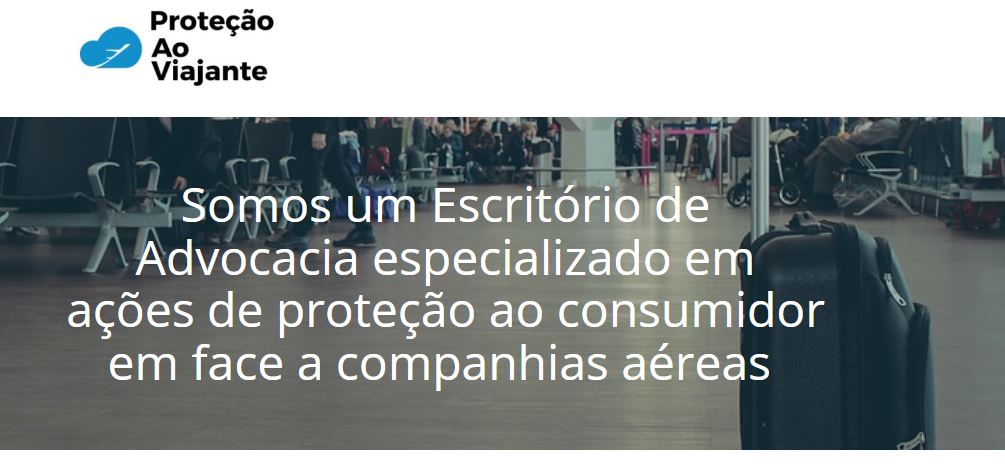 Proteção
Ao
Viajante
Somos um Escritório de
Advocacia especializado em
ações de proteção ao consumidor
em face a companhias aéreas